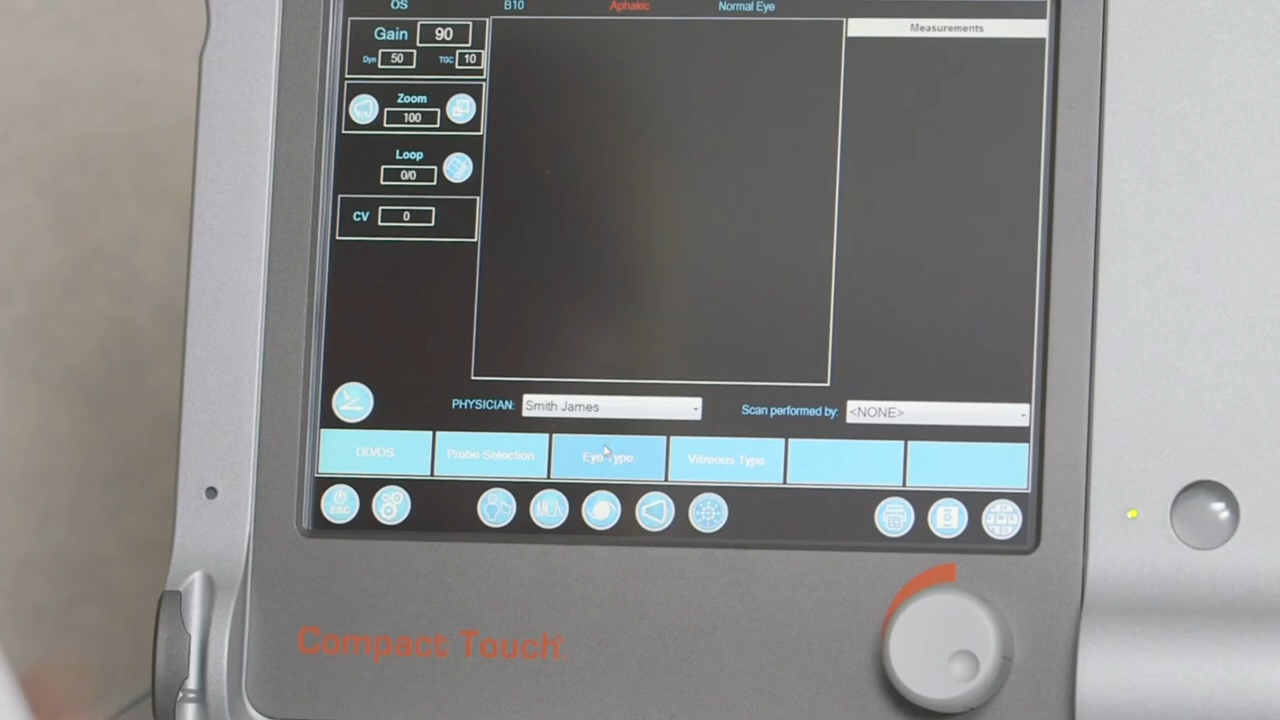 OS B10 Aphakic Normal Eye
Gain 90
Dyn 50 TGC 10
Zoom
100
Loop
0/0
CV 0
Measurements
PHYSICIAN: Smith James Scan performed by: <NONE>
OD/OS Probe Selection Eye Type Vitreous Type
ESC
Compact Touch